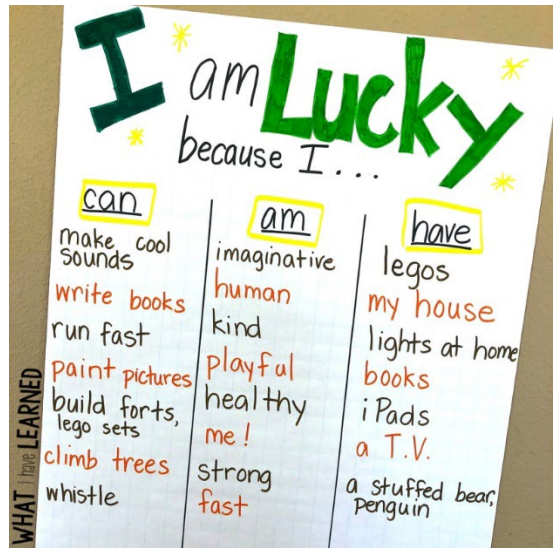 I am Lucky
because I...
can
make cool
sounds
write books
run fast
paint pictures
build forts,
lego sets
climb trees
whistle
am
imaginative
human
kind
playful
healthy
me!
strong
fast
have
legos
my house
lights at home
books
iPads
a T.V.
a stuffed bear,
penguin
WHAT I have LEARNED